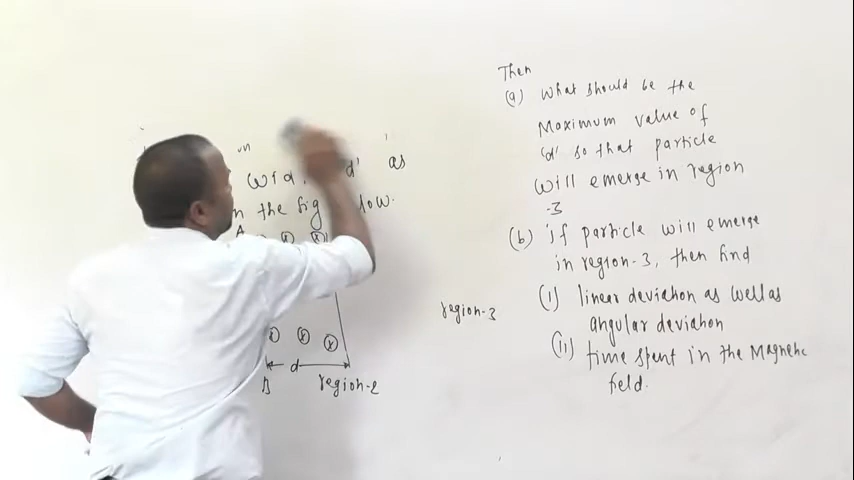 as
n the fig low.
A
d
B
region-2
region-3
Then
(a) What should be the
Maximum value of
'd' so that particle
will emerge in region
-3
(b) if particle will emerge
in region-3, then find
(i) linear deviation as well as
angular deviation
(ii) time spent in the Magnetic
field.